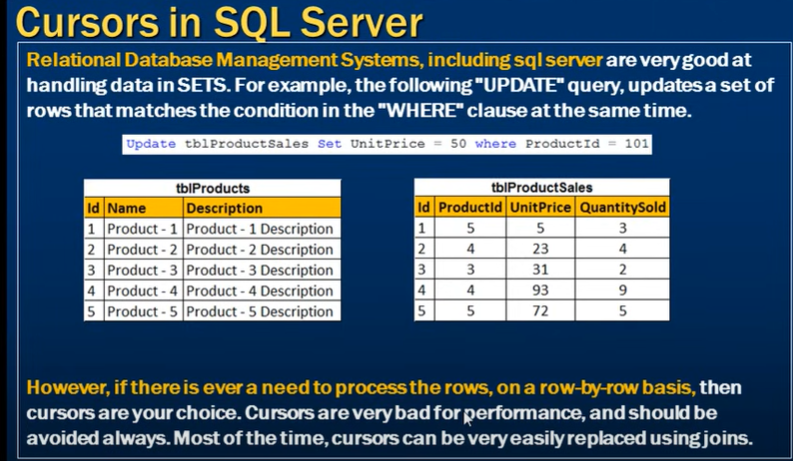 Cursors in SQL Server
Relational Database Management Systems, including sql server are very good at
handling data in SETS. For example, the following "UPDATE" query, updates a set of
rows that matches the condition in the "WHERE" clause at the same time.
Update tblProductSales Set UnitPrice = 50 where ProductId = 101
tblProducts
Id Name Description
1 Product - 1 Product - 1 Description
2 Product - 2 Product - 2 Description
3 Product - 3 Product - 3 Description
4 Product - 4 Product - 4 Description
5 Product - 5 Product - 5 Description
tblProductSales
Id ProductId UnitPrice QuantitySold
1 5 5 3
2 4 23 4
3 3 31 2
4 4 93 9
5 5 72 5
However, if there is ever a need to process the rows, on a row-by-row basis, then
cursors are your choice. Cursors are very bad for performance, and should be
avoided always. Most of the time, cursors can be very easily replaced using joins.